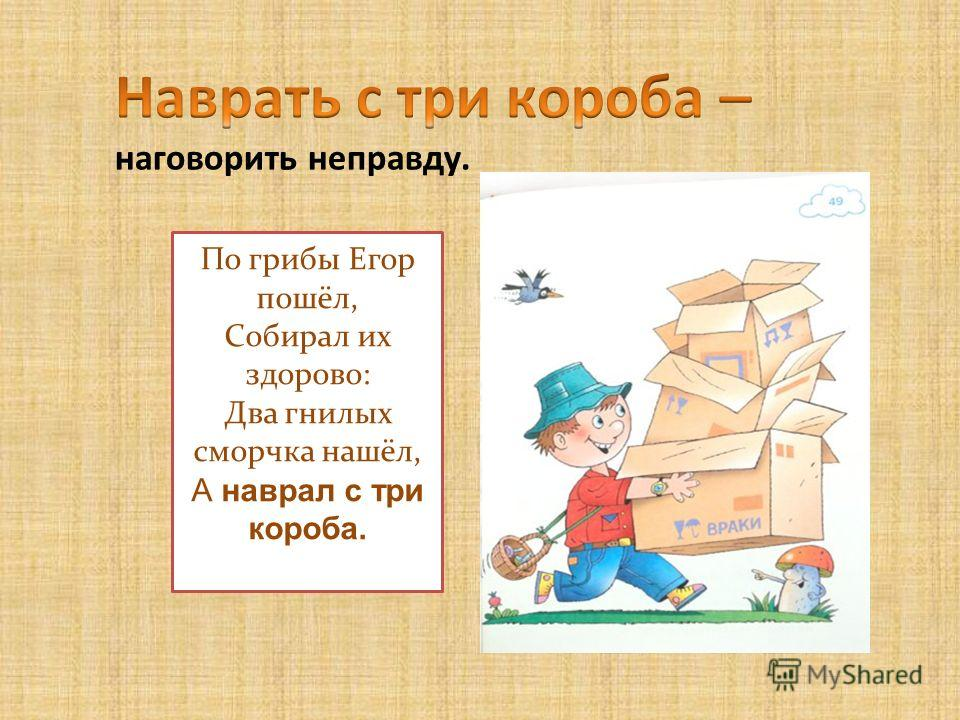 Наврать с три короба –
наговорить неправду.
По грибы Егор
пошёл,
Собирал их
здорово:
Два гнилых
сморчка нашёл,
А наврал с три
короба.
49
ВРАКИ
MyShared